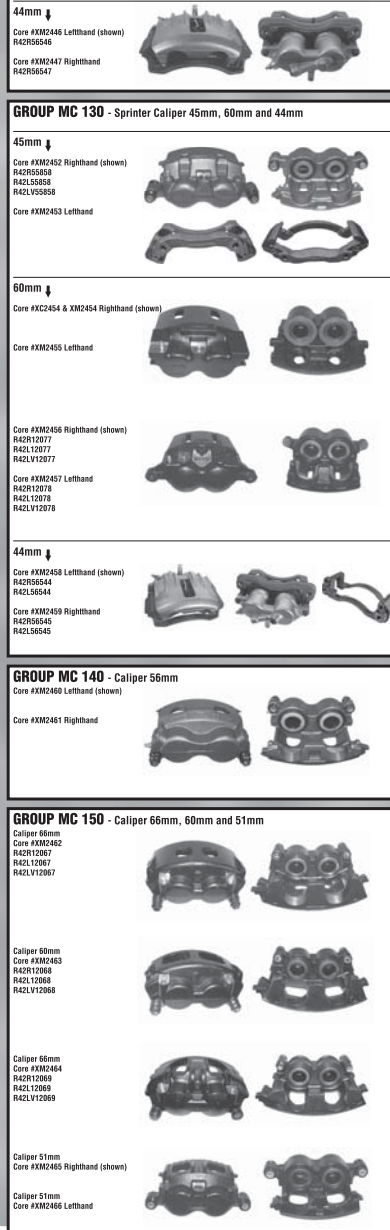 44mm
Core #XM2446 Lefthand (shown)
R42R56546
Core #XM2447 Righthand
R42R56547
GROUP MC 130 - Sprinter Caliper 45mm, 60mm and 44mm
45mm
Core #XM2452 Righthand (shown)
R42R55858
R42L55858
R42LV55858
Core #XM2453 Lefthand
60mm
Core #XC2454 & XM2454 Righthand (shown)
Core #XM2455 Lefthand
Core #XM2456 Righthand (shown)
R42R12077
R42L12077
R42LV12077
Core #XM2457 Lefthand
R42R12078
R42L12078
R42LV12078
44mm
Core #XM2458 Lefthand (shown)
R42R56544
R42L56544
Core #XM2459 Righthand
R42R56545
R42L56545
GROUP MC 140 - Caliper 56mm
Core #XM2460 Lefthand (shown)
Core #XM2461 Righthand
GROUP MC 150 - Caliper 66mm, 60mm and 51mm
Caliper 66mm
Core #XM2462
R42R12067
R42L12067
R42LV12067
Caliper 60mm
Core #XM2463
R42R12068
R42L12068
R42LV12068
Caliper 66mm
Core #XM2464
R42R12069
R42L12069
R42LV12069
Caliper 51mm
Core #XM2465 Righthand (shown)
Caliper 51mm
Core #XM2466 Lefthand